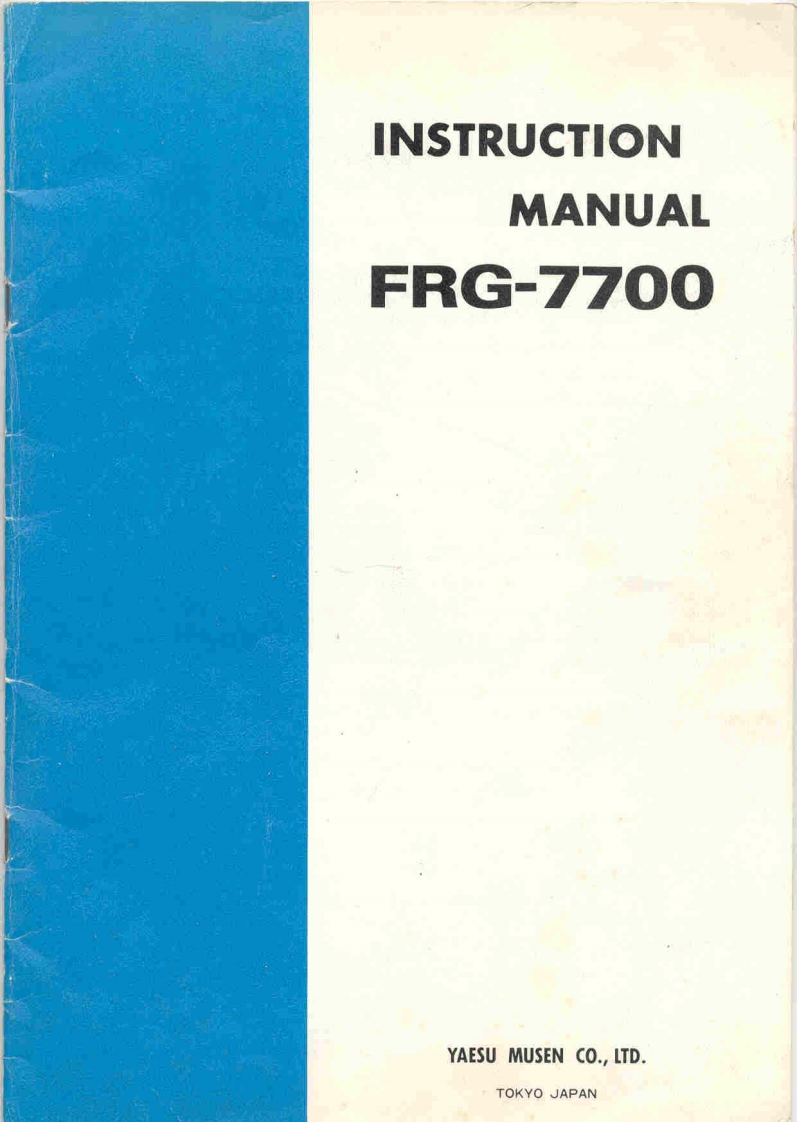 INSTRUCTION
MANUAL
FRG-7700
YAESU MUSEN CO., LTD.
TOKYO JAPAN